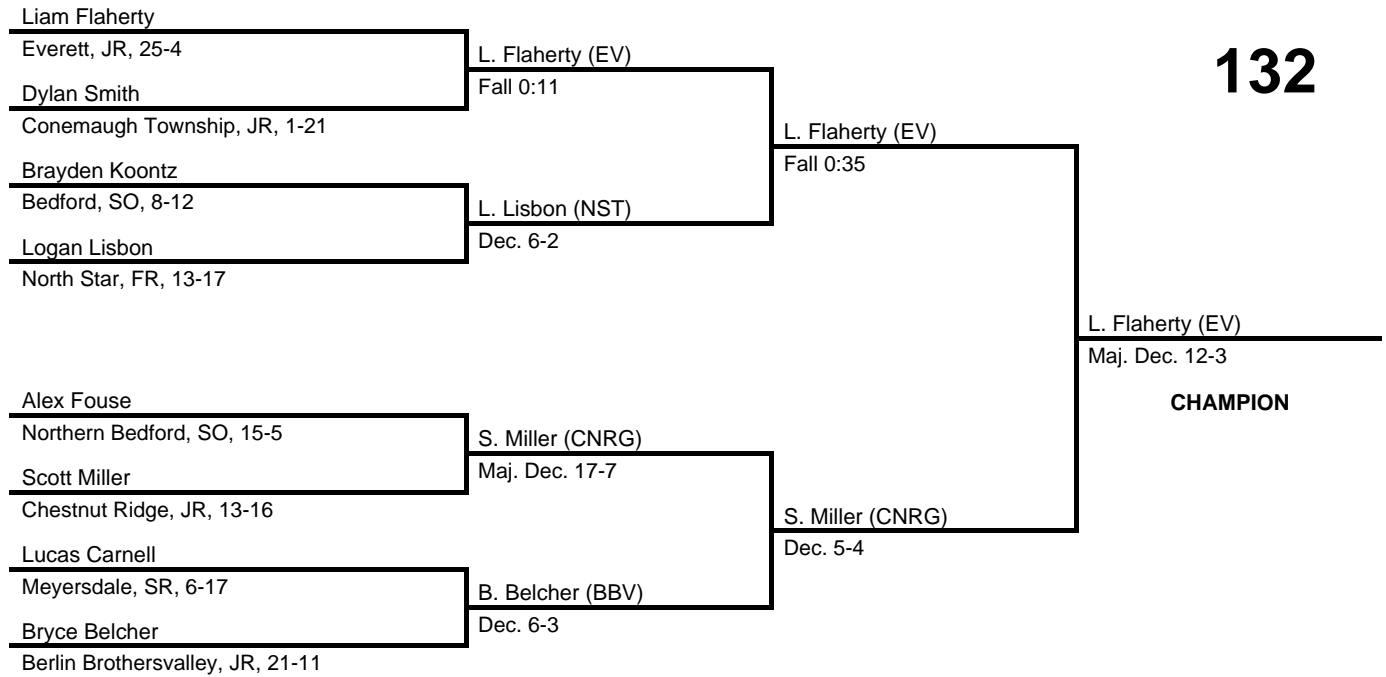 Liam Flaherty
Everett, JR, 25-4
Dylan Smith
Conemaugh Township, JR, 1-21
Brayden Koontz
Bedford, SO, 8-12
Logan Lisbon
North Star, FR, 13-17
Alex Fouse
Northern Bedford, SO, 15-5
Scott Miller
Chestnut Ridge, JR, 13-16
Lucas Carnell
Meyersdale, SR, 6-17
Bryce Belcher
Berlin Brothersvalley, JR, 21-11
L. Flaherty (EV)
Fall 0:11
L. Lisbon (NST)
Dec. 6-2
S. Miller (CNRG)
Maj. Dec. 17-7
B. Belcher (BBV)
Dec. 6-3
L. Flaherty (EV)
Fall 0:35
S. Miller (CNRG)
Dec. 5-4
132
L. Flaherty (EV)
Maj. Dec. 12-3
CHAMPION